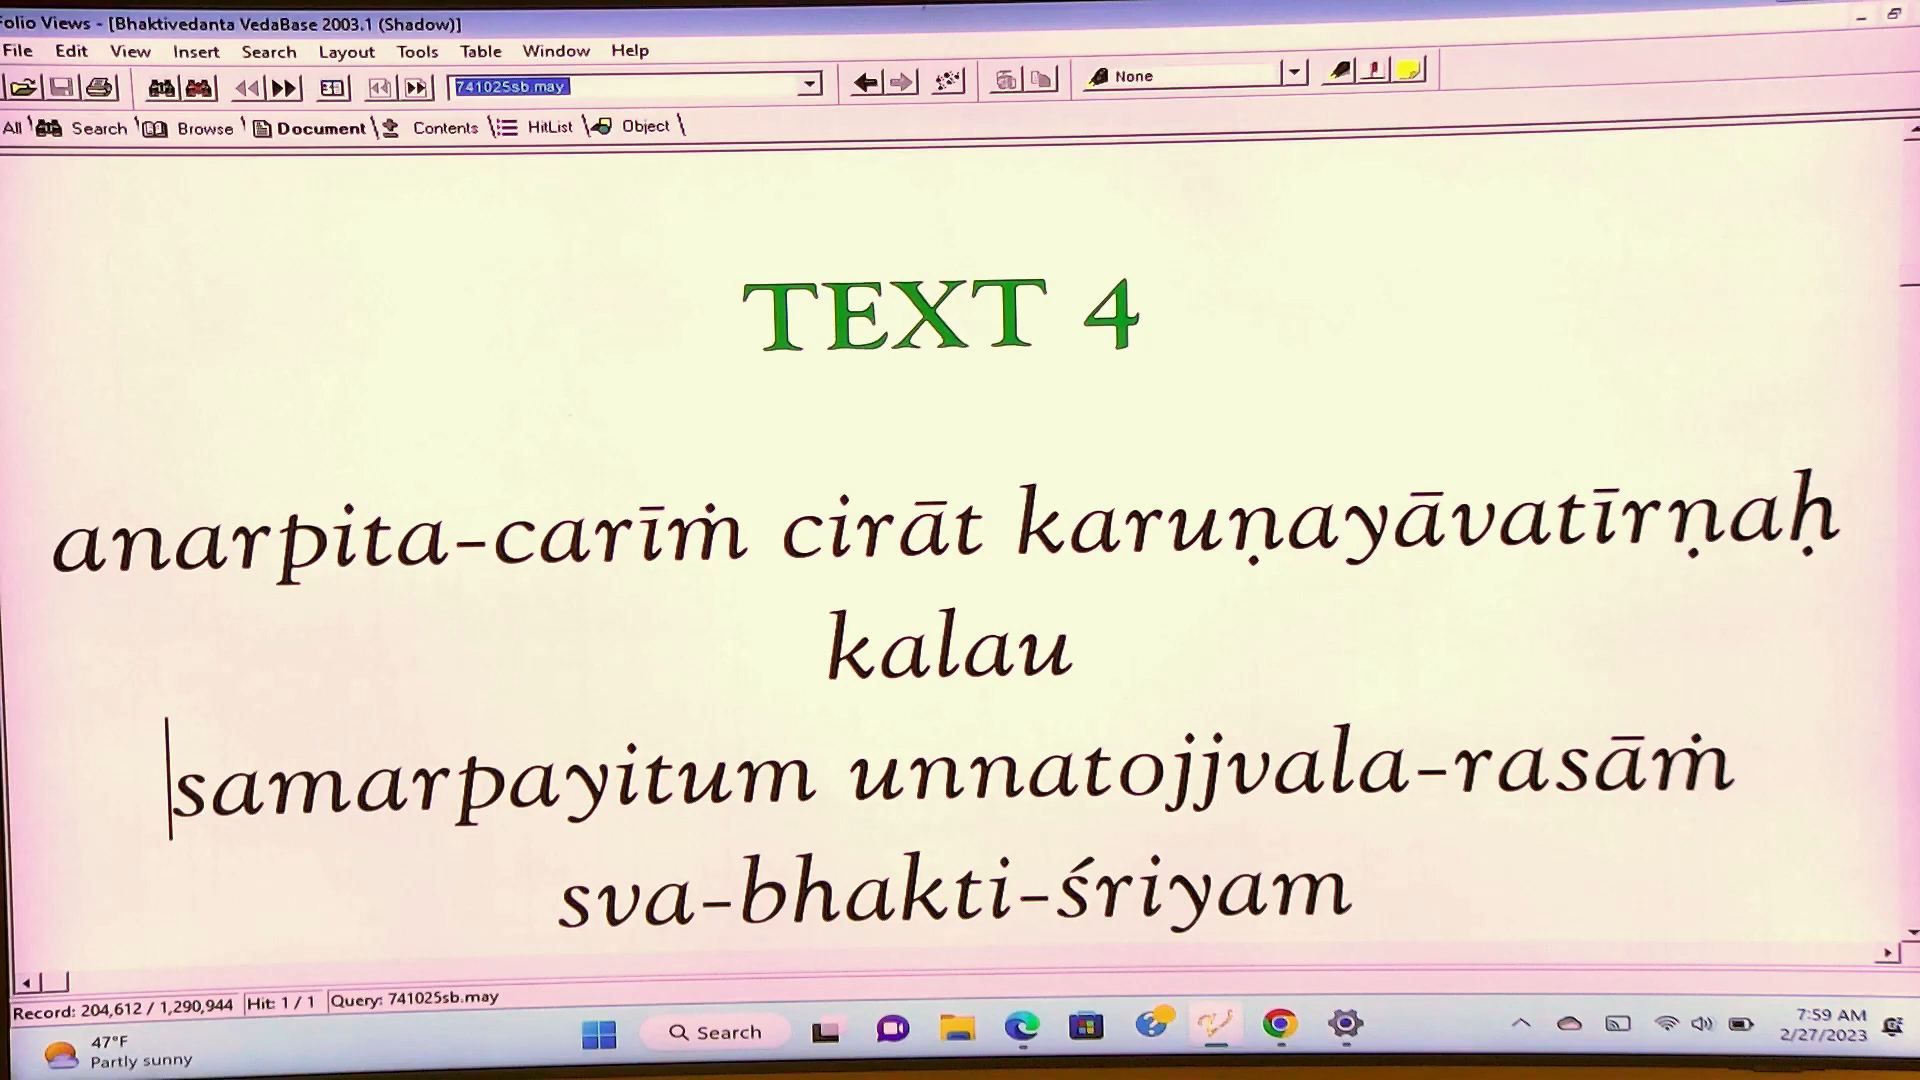 Folio Views - [Bhaktivedanta VedaBase 2003.1 (Shadow)]
File Edit View Insert Search Layout Tools Table Window Help
741025sb.may None
All Search Browse Document Contents HitList Object
TEXT 4
anarpita-carīṁ cirāt karuṇayāvatīrṇaḥ
kalau
samarpayitum unnatojjvala-rasāṁ
sva-bhakti-śriyam
Record: 204,612 / 1,290,944 Hit: 1 / 1 Query: 741025sb.may
47°F
Partly sunny
Search
7:59 AM
2/27/2023